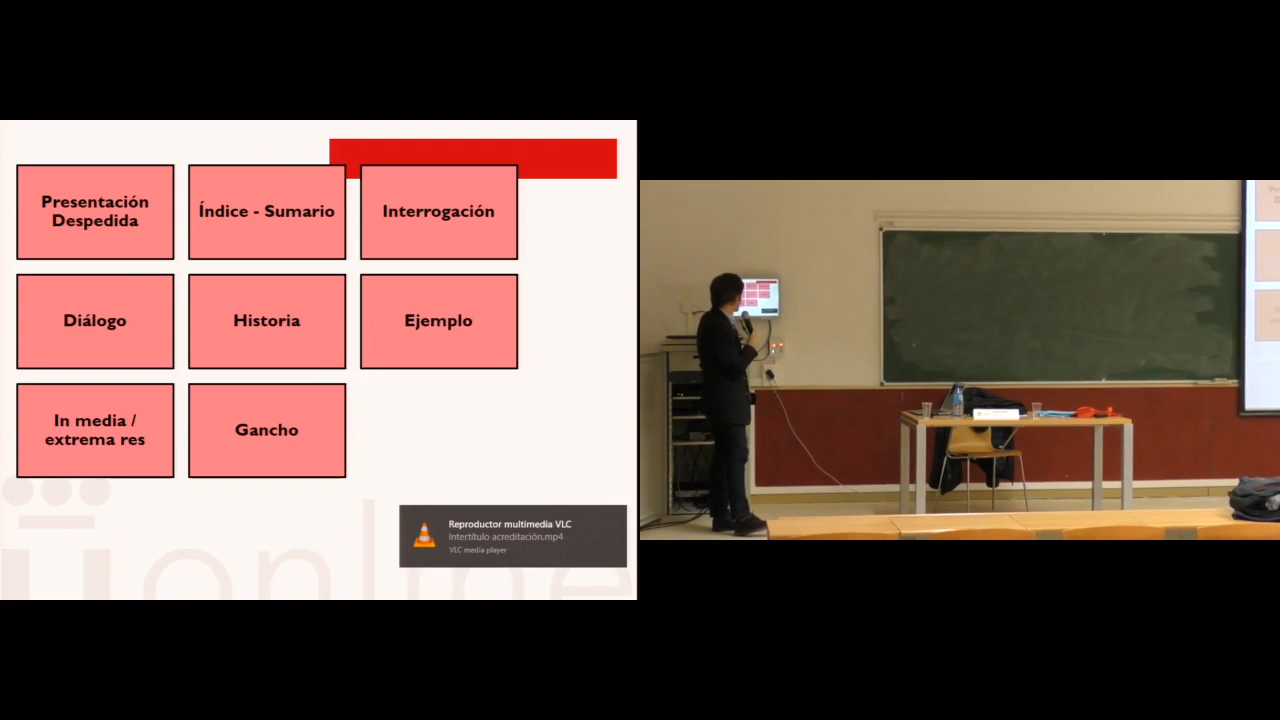 Presentación
Despedida
Índice - Sumario
Interrogación
Diálogo
Historia
Ejemplo
In media /
extrema res
Gancho
Reproductor multimedia VLC
Intertítulo acreditación.mp4
VLC media player
online